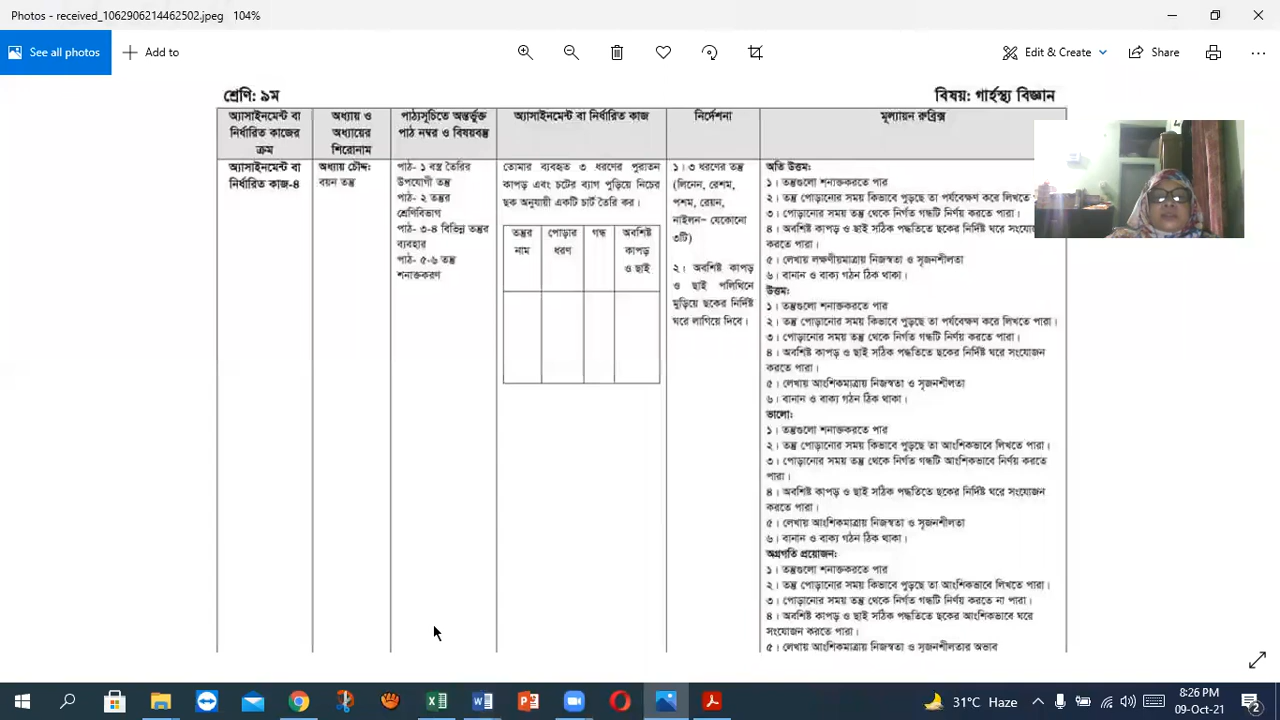 Photos - received_1062906214462502.jpeg 104%
See all photos
Add to
Edit & Create
Share
শ্রেণি: ৯ম
বিষয়: গার্হস্থ্য বিজ্ঞান
অ্যাসাইনমেন্ট বা
নির্ধারিত কাজের
ক্রম
অধ্যায় ও
অধ্যায়ের
শিরোনাম
পাঠ্যসূচিতে অন্তর্ভুক্ত
পাঠ নম্বর ও বিষয়বস্তু
অ্যাসাইনমেন্ট বা নির্ধারিত কাজ
নির্দেশনা
মূল্যায়ন রুব্রিক্স
অ্যাসাইনমেন্ট বা
নির্ধারিত কাজ-৪
অধ্যায় চৌদ্দ:
বয়ন তন্তু
পাঠ- ১ বস্ত্র তৈরির
উপযোগী তন্তু
পাঠ- ২ তন্তুর
শ্রেণিবিভাগ
পাঠ- ৩-৪ বিভিন্ন তন্তুর
ব্যবহার
পাঠ- ৫-৬ তন্তু
শনাক্তকরণ
তোমার ব্যবহৃত ৩ ধরণের পুরাতন
কাপড় এবং চটের ব্যাগ পুড়িয়ে নিচের
ছক অনুযায়ী একটি চার্ট তৈরি কর।
তন্তুর
নাম
পোড়ার
ধরণ
গন্ধ
অবশিষ্ট
কাপড়
ও ছাই
১। ৩ ধরণের তন্তু
(লিনেন, রেশম,
পশম, রেয়ন,
নাইলন- যেকোনো
৩টি)
২। অবশিষ্ট কাপড়
ও ছাই পলিথিনে
মুড়িয়ে ছকের নির্দিষ্ট
ঘরে লাগিয়ে দিবে।
অতি উত্তম:
১। তন্তুগুলো শনাক্তকরতে পার
২। তন্তু পোড়ানোর সময় কিভাবে পুড়ছে তা পর্যবেক্ষণ করে লিখতে
৩। পোড়ানোর সময় তন্তু থেকে নির্গত গন্ধটি নির্ণয় করতে পারা।
৪। অবশিষ্ট কাপড় ও ছাই সঠিক পদ্ধতিতে ছকের নির্দিষ্ট ঘরে
করতে পারা।
৫। লেখায় লক্ষণীয়মাত্রায় নিজস্বতা ও সৃজনশীলতা
৬। বানান ও বাক্য গঠন ঠিক থাকা।
উত্তম:
১। তন্তুগুলো শনাক্তকরতে পার
২। তন্তু পোড়ানোর সময় কিভাবে পুড়ছে তা পর্যবেক্ষণ করে লিখতে পারা।
৩। পোড়ানোর সময় তন্তু থেকে নির্গত গন্ধটি নির্ণয় করতে পারা।
৪। অবশিষ্ট কাপড় ও ছাই সঠিক পদ্ধতিতে ছকের নির্দিষ্ট ঘরে সংযোজন
করতে পারা।
৫। লেখায় আংশিকমাত্রায় নিজস্বতা ও সৃজনশীলতা
৬। বানান ও বাক্য গঠন ঠিক থাকা।
ভালো:
১। তন্তুগুলো শনাক্তকরতে পার
২। তন্তু পোড়ানোর সময় কিভাবে পুড়ছে তা আংশিকভাবে লিখতে পারা।
৩। পোড়ানোর সময় তন্তু থেকে নির্গত গন্ধটি আংশিকভাবে নির্ণয় করতে
পারা।
৪। অবশিষ্ট কাপড় ও ছাই সঠিক পদ্ধতিতে ছকের নির্দিষ্ট ঘরে সংযোজন
করতে পারা।
৫। লেখায় আংশিকমাত্রায় নিজস্বতা ও সৃজনশীলতা
৬। বানান ও বাক্য গঠন ঠিক থাকা।
অগ্রগতি প্রয়োজন:
১। তন্তুগুলো শনাক্তকরতে পার
২। তন্তু পোড়ানোর সময় কিভাবে পুড়ছে তা আংশিকভাবে লিখতে পারা।
৩। পোড়ানোর সময় তন্তু থেকে নির্গত গন্ধটি নির্ণয় করতে না পারা।
৪। অবশিষ্ট কাপড় ও ছাই সঠিক পদ্ধতিতে ছকের আংশিকভাবে ঘরে
সংযোজন করতে পারা।
৫। লেখায় আংশিকমাত্রায় নিজস্বতা ও সৃজনশীলতার অভাব
31°C Haze
8:26 PM
09-Oct-21
2